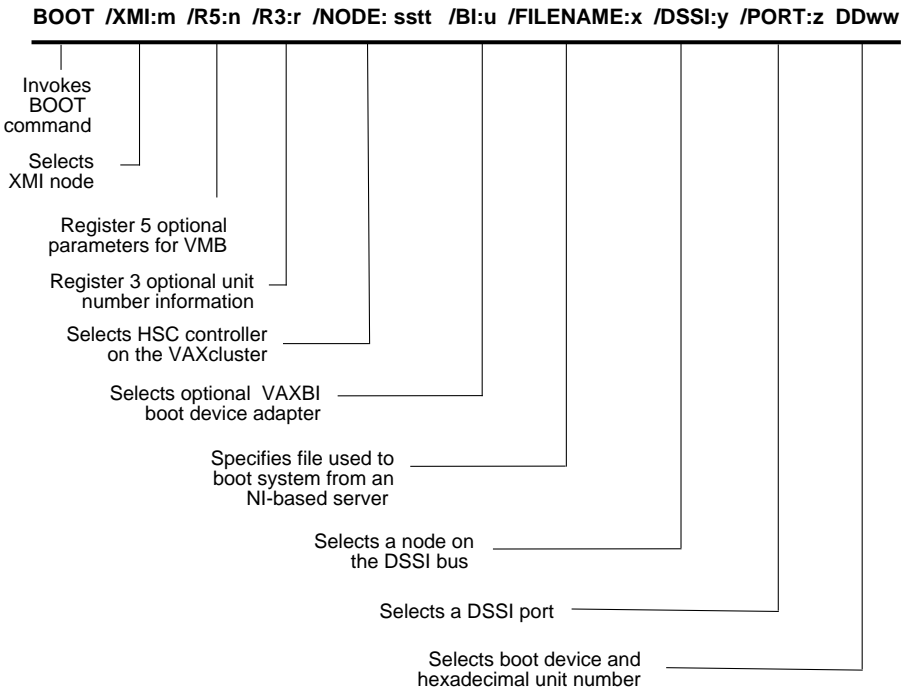 BOOT /XMI:m /R5:n /R3:r /NODE: sstt /BI:u /FILENAME:x /DSSI:y /PORT:z DDww
Invokes
BOOT
command
Selects
XMI node
Register 5 optional
parameters for VMB
Register 3 optional unit
number information
Selects HSC controller
on the VAXcluster
Selects optional VAXBI
boot device adapter
Specifies file used to
boot system from an
NI-based server
Selects a node on
the DSSI bus
Selects a DSSI port
Selects boot device and
hexadecimal unit number